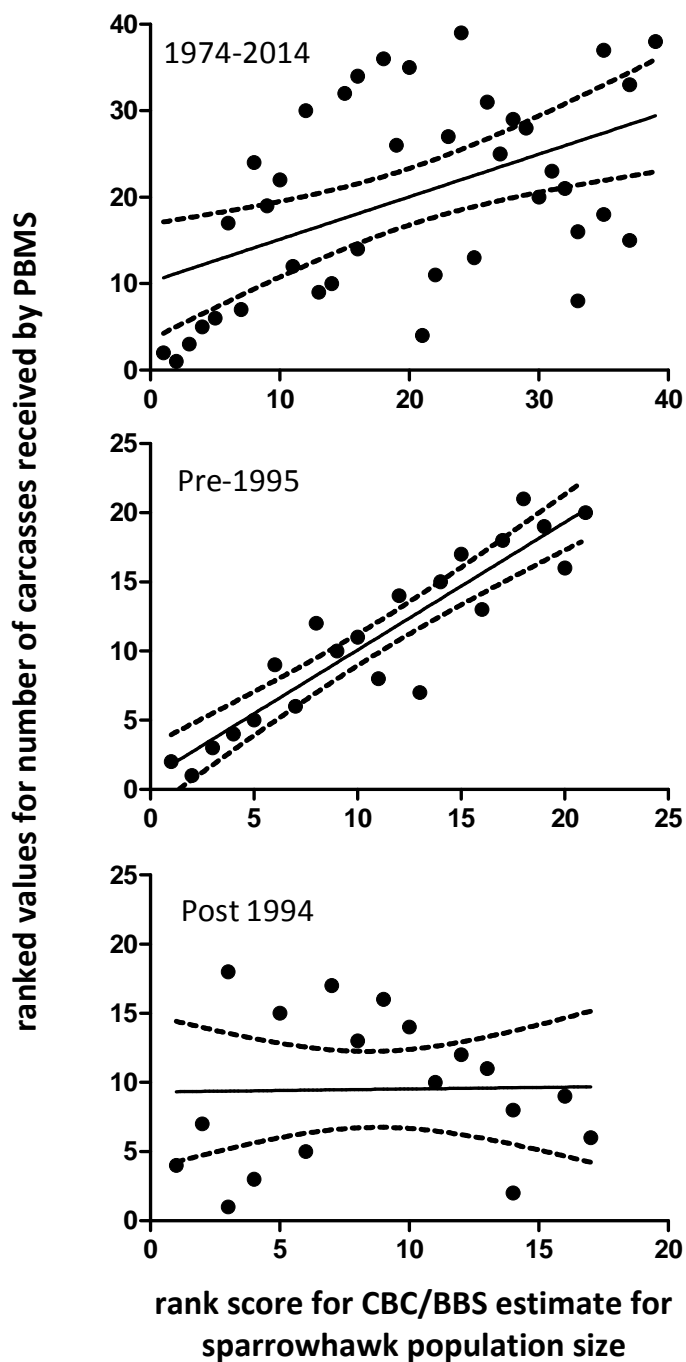 ranked values for number of carcasses received by PBMS
1974-2014
40
30
20
10
0
0 10 20 30 40
Pre-1995
25
20
15
10
5
0
0 5 10 15 20 25
Post 1994
25
20
15
10
5
0
0 5 10 15 20
rank score for CBC/BBS estimate for
sparrowhawk population size